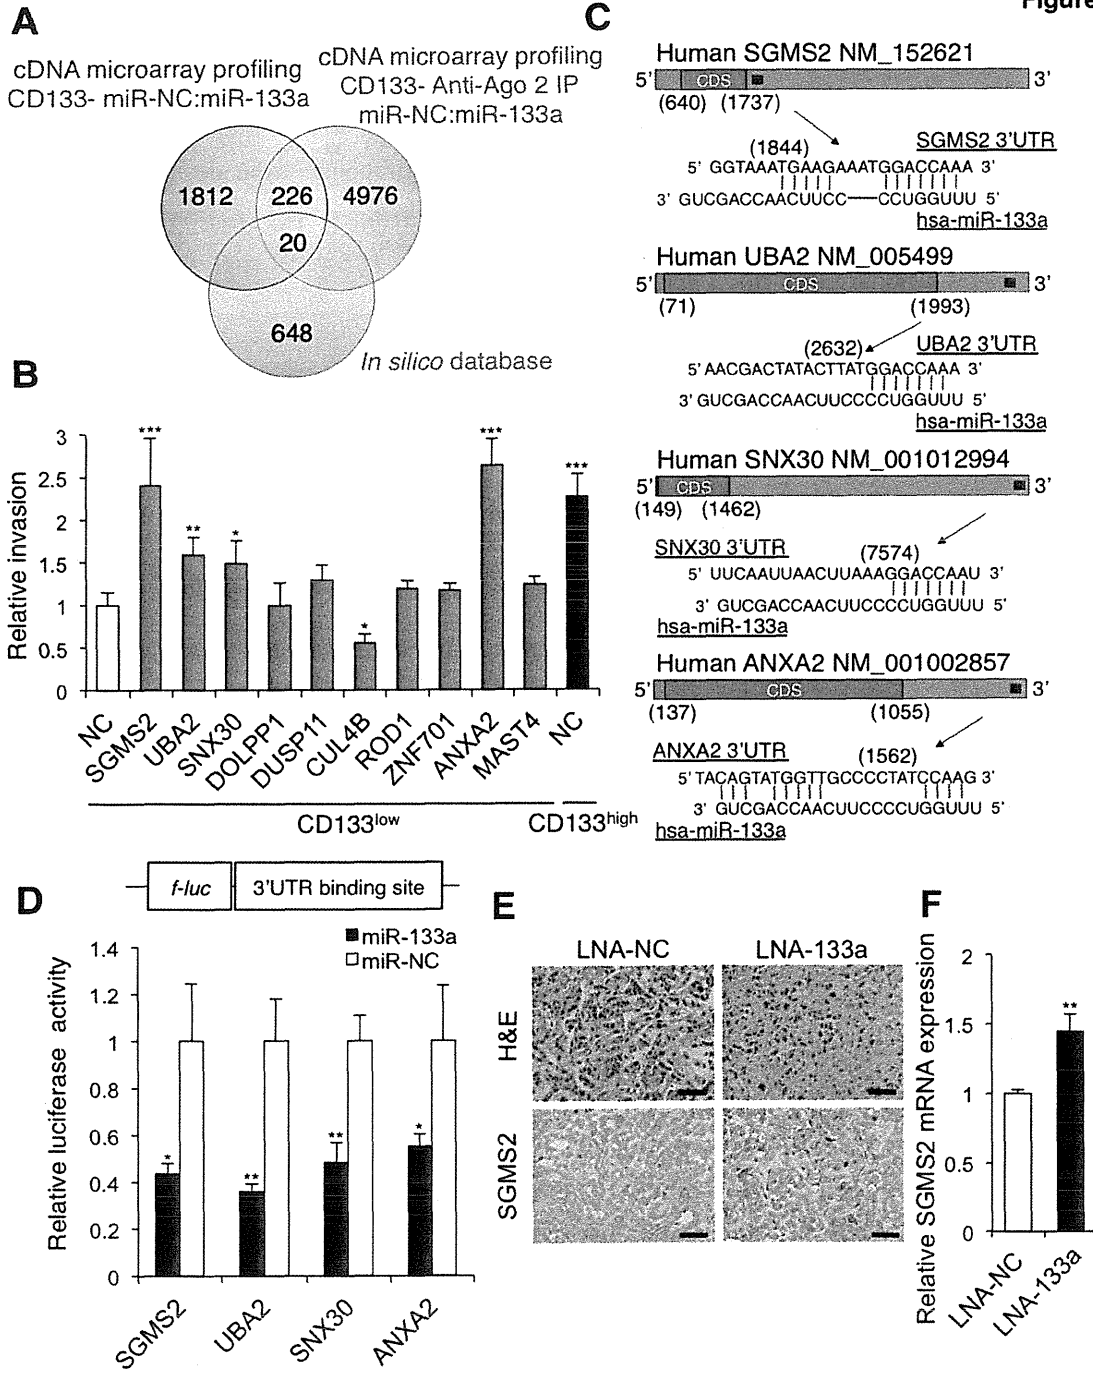 Figure
A
cDNA microarray profiling
CD133- miR-NC:miR-133a
cDNA microarray profiling
CD133- Anti-Ago 2 IP
miR-NC:miR-133a
1812
226
4976
20
648
In silico database
B
Relative invasion
3
2.5
2
1.5
1
0.5
0
***
**
*
*
***
***
NC
SGMS2
UBA2
SNX30
DOLPP1
DUSP11
CUL4B
ROD1
ZNF701
ANXA2
MAST4
NC
CD133low
CD133high
C
Human SGMS2 NM_152621
5' CDS 3'
(640) (1737)
(1844)
SGMS2 3'UTR
5' GGTAAATGAAGAAATGGACCAAA 3'
3' GUCGACCAACUUCC—CCUGGUUU 5'
hsa-miR-133a
Human UBA2 NM_005499
5' CDS 3'
(71) (1993)
(2632)
UBA2 3'UTR
5' AACGACTATACTTATGGACCAAA 3'
3' GUCGACCAACUUCCCCUGGUUU 5'
hsa-miR-133a
Human SNX30 NM_001012994
5' CDS 3'
(149) (1462)
SNX30 3'UTR
(7574)
5' UUCAAUUAACUUAAAGGACCAAU 3'
3' GUCGACCAACUUCCCCUGGUUU 5'
hsa-miR-133a
Human ANXA2 NM_001002857
5' CDS 3'
(137) (1055)
ANXA2 3'UTR
(1562)
5' TACAGTATGGTTGCCCCTATCCAAG 3'
3' GUCGACCAACUUCCCCUGGUUU 5'
hsa-miR-133a
D
f-luc
3'UTR binding site
miR-133a
miR-NC
Relative luciferase activity
1.4
1.2
1
0.8
0.6
0.4
0.2
0
*
**
**
*
SGMS2
UBA2
SNX30
ANXA2
E
LNA-NC
LNA-133a
H&E
SGMS2
F
Relative SGMS2 mRNA expression
2
1.5
1
0.5
0
**
LNA-NC
LNA-133a